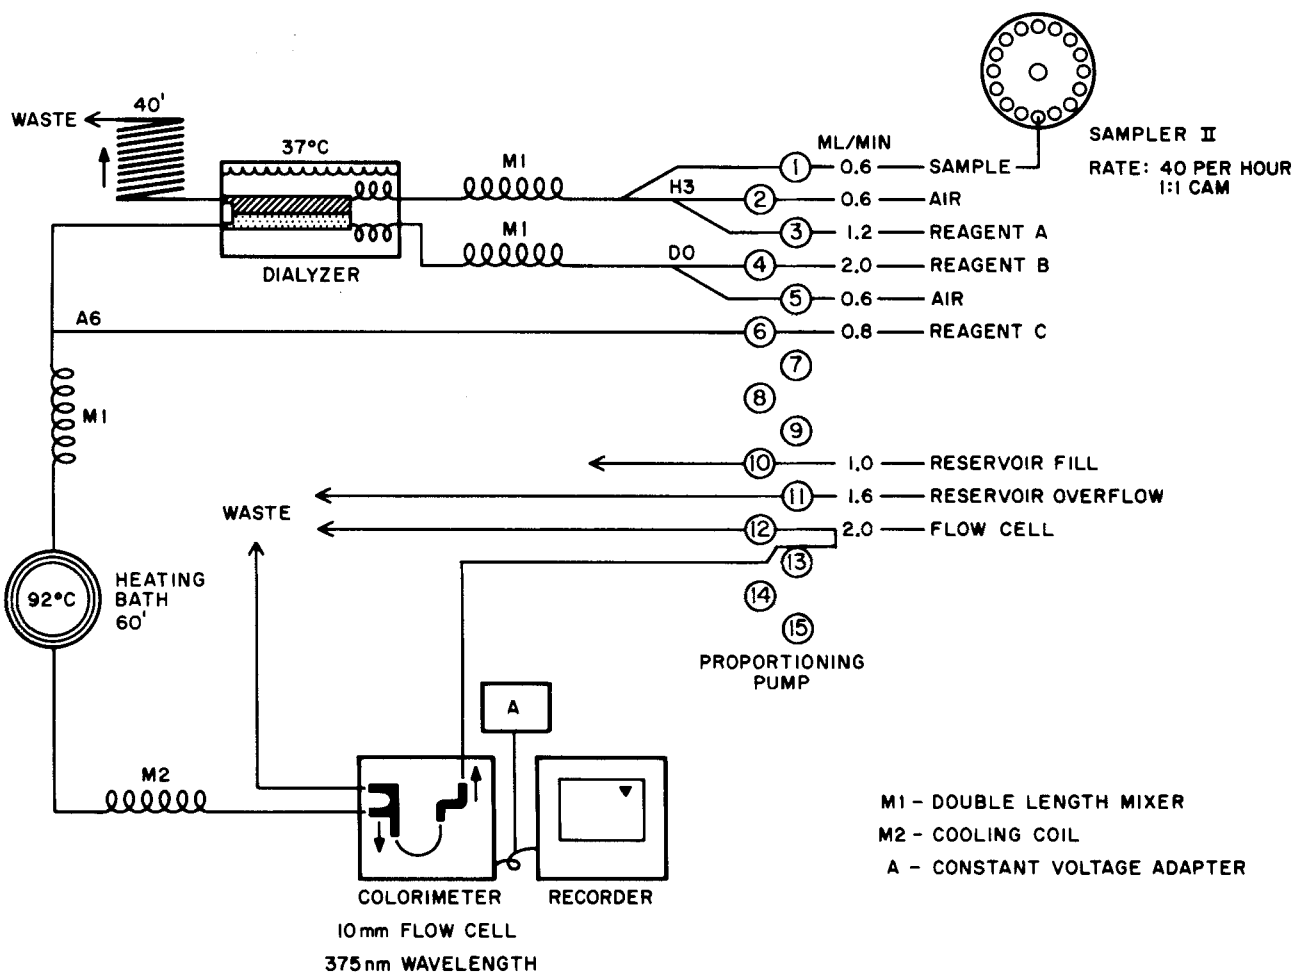 SAMPLER II
RATE: 40 PER HOUR
1:1 CAM
40'
WASTE
37°C
DIALYZER
M1
M1
H3
DO
A6
ML/MIN
1 0.6 SAMPLE
2 0.6 AIR
3 1.2 REAGENT A
4 2.0 REAGENT B
5 0.6 AIR
6 0.8 REAGENT C
7
8
9
10 1.0 RESERVOIR FILL
11 1.6 RESERVOIR OVERFLOW
12 2.0 FLOW CELL
13
14
15
PROPORTIONING
PUMP
M1
WASTE
92°C
HEATING
BATH
60'
M2
A
COLORIMETER
10mm FLOW CELL
375nm WAVELENGTH
RECORDER
M1 - DOUBLE LENGTH MIXER
M2 - COOLING COIL
A - CONSTANT VOLTAGE ADAPTER